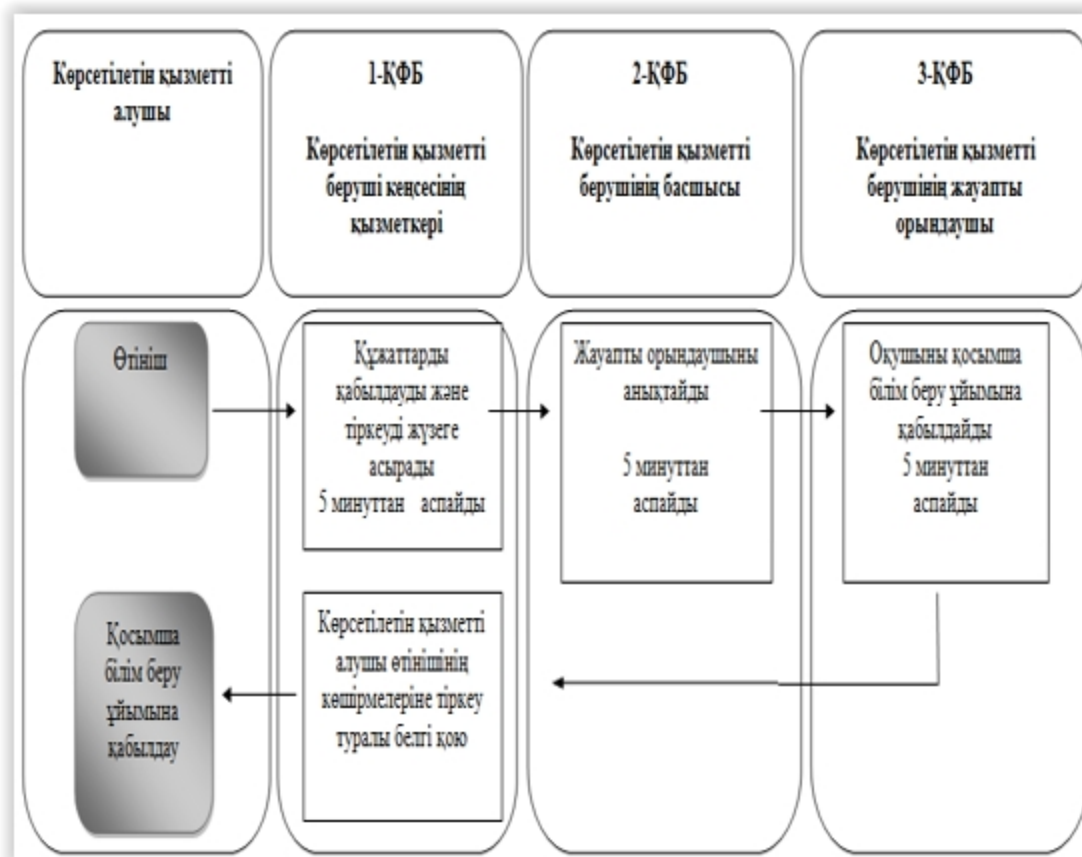 Көрсетілетін қызметті
алушы
1-ҚФБ
Көрсетілетін қызметті
беруші кеңсесінің
қызметкері
2-ҚФБ
Көрсетілетін қызметті
берушінің басшысы
3-ҚФБ
Көрсетілетін қызметті
берушінің жауапты
орындаушы
Өтініш
Құжаттарды
қабылдауды және
тіркеуді жүзеге
асырады
5 минуттан аспайды
Жауапты орындаушыны
анықтайды
5 минуттан
аспайды
Оқушыны қосымша
білім беру ұйымына
қабылдайды
5 минуттан
аспайды
Қосымша
білім беру
ұйымына
қабылдау
Көрсетілетін қызметті
алушы өтінішінің
көшірмелеріне тіркеу
туралы белгі қою